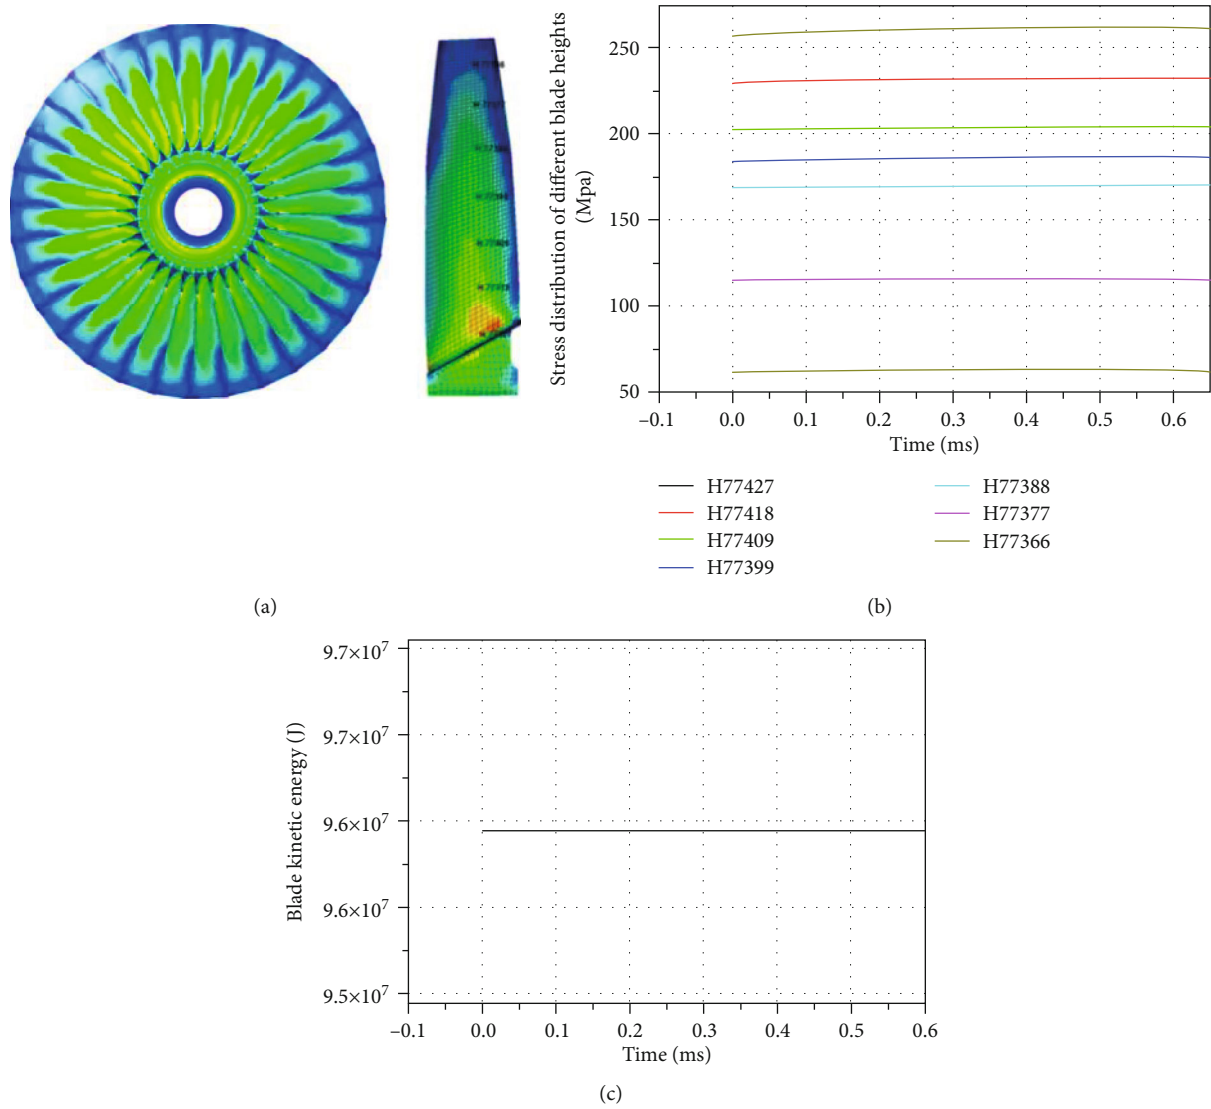 Stress distribution of different blade heights
(Mpa)
250
200
150
100
50
−0.1 0.0 0.1 0.2 0.3 0.4 0.5 0.6
Time (ms)
H77427
H77418
H77409
H77399
H77388
H77377
H77366
(a)
(b)
Blade kinetic energy (J)
9.7×10⁷
9.7×10⁷
9.6×10⁷
9.6×10⁷
9.5×10⁷
−0.1 0.0 0.1 0.2 0.3 0.4 0.5 0.6
Time (ms)
(c)